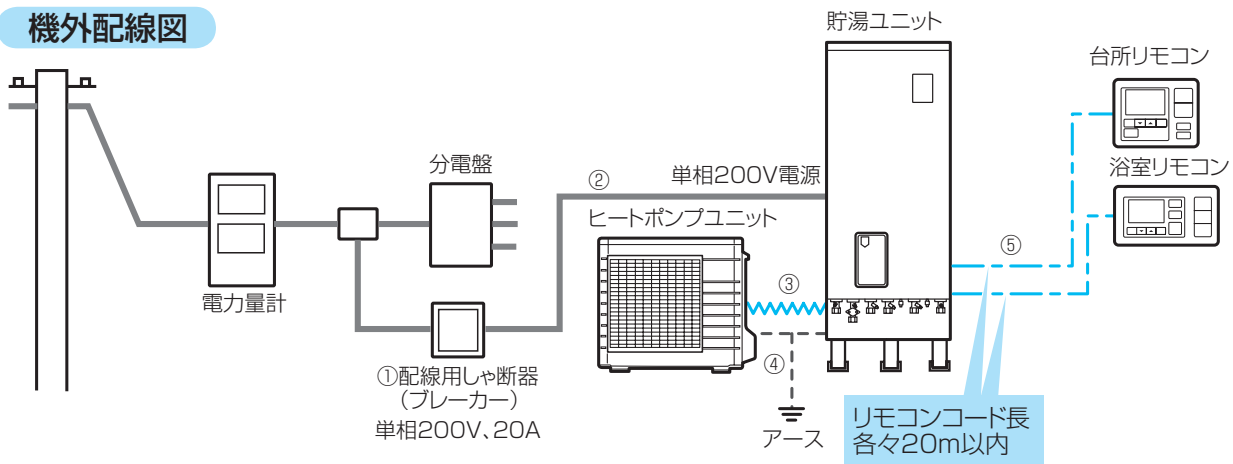 機外配線図
貯湯ユニット
台所リモコン
分電盤
②
単相200V電源
浴室リモコン
ヒートポンプユニット
③
⑤
電力量計
④
①配線用しゃ断器
(ブレーカー)
単相200V、20A
アース
リモコンコード長
各々20m以内